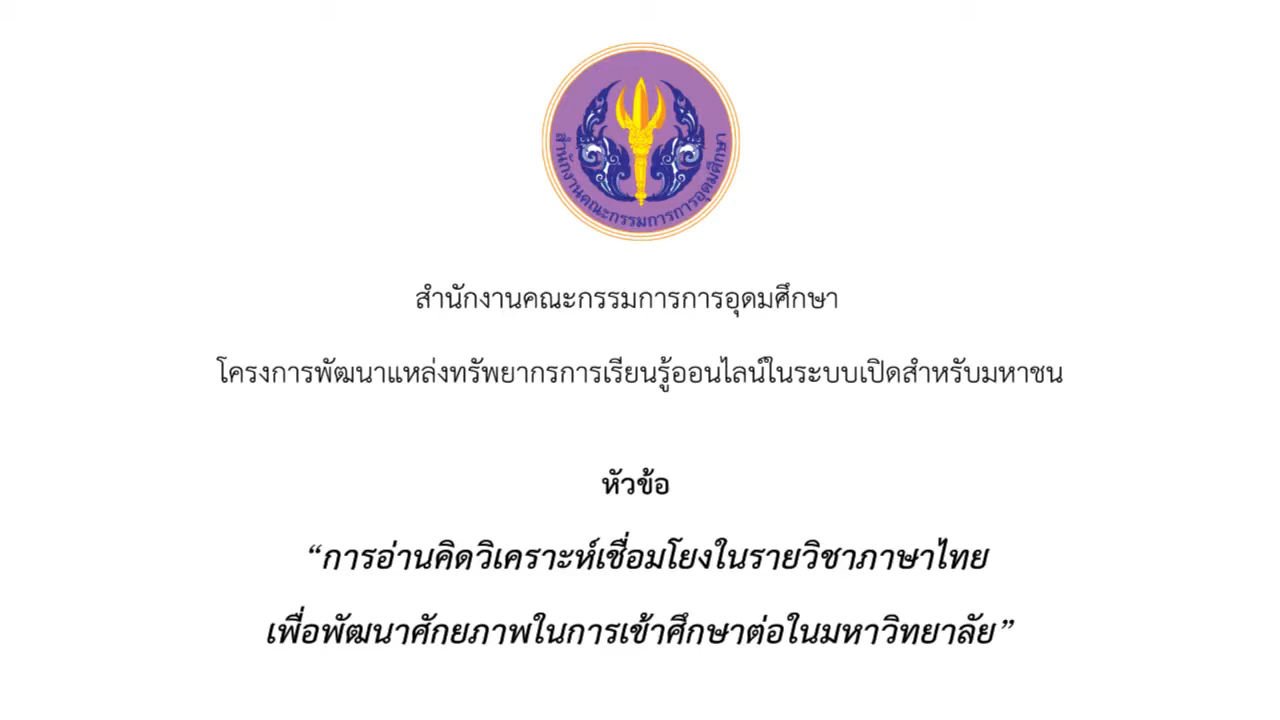 สำนักงานคณะกรรมการการอุดมศึกษา
สำนักงานคณะกรรมการการอุดมศึกษา
โครงการพัฒนาแหล่งทรัพยากรการเรียนรู้ออนไลน์ในระบบเปิดสำหรับมหาชน
หัวข้อ
“การอ่านคิดวิเคราะห์เชื่อมโยงในรายวิชาภาษาไทย
เพื่อพัฒนาศักยภาพในการเข้าศึกษาต่อในมหาวิทยาลัย”